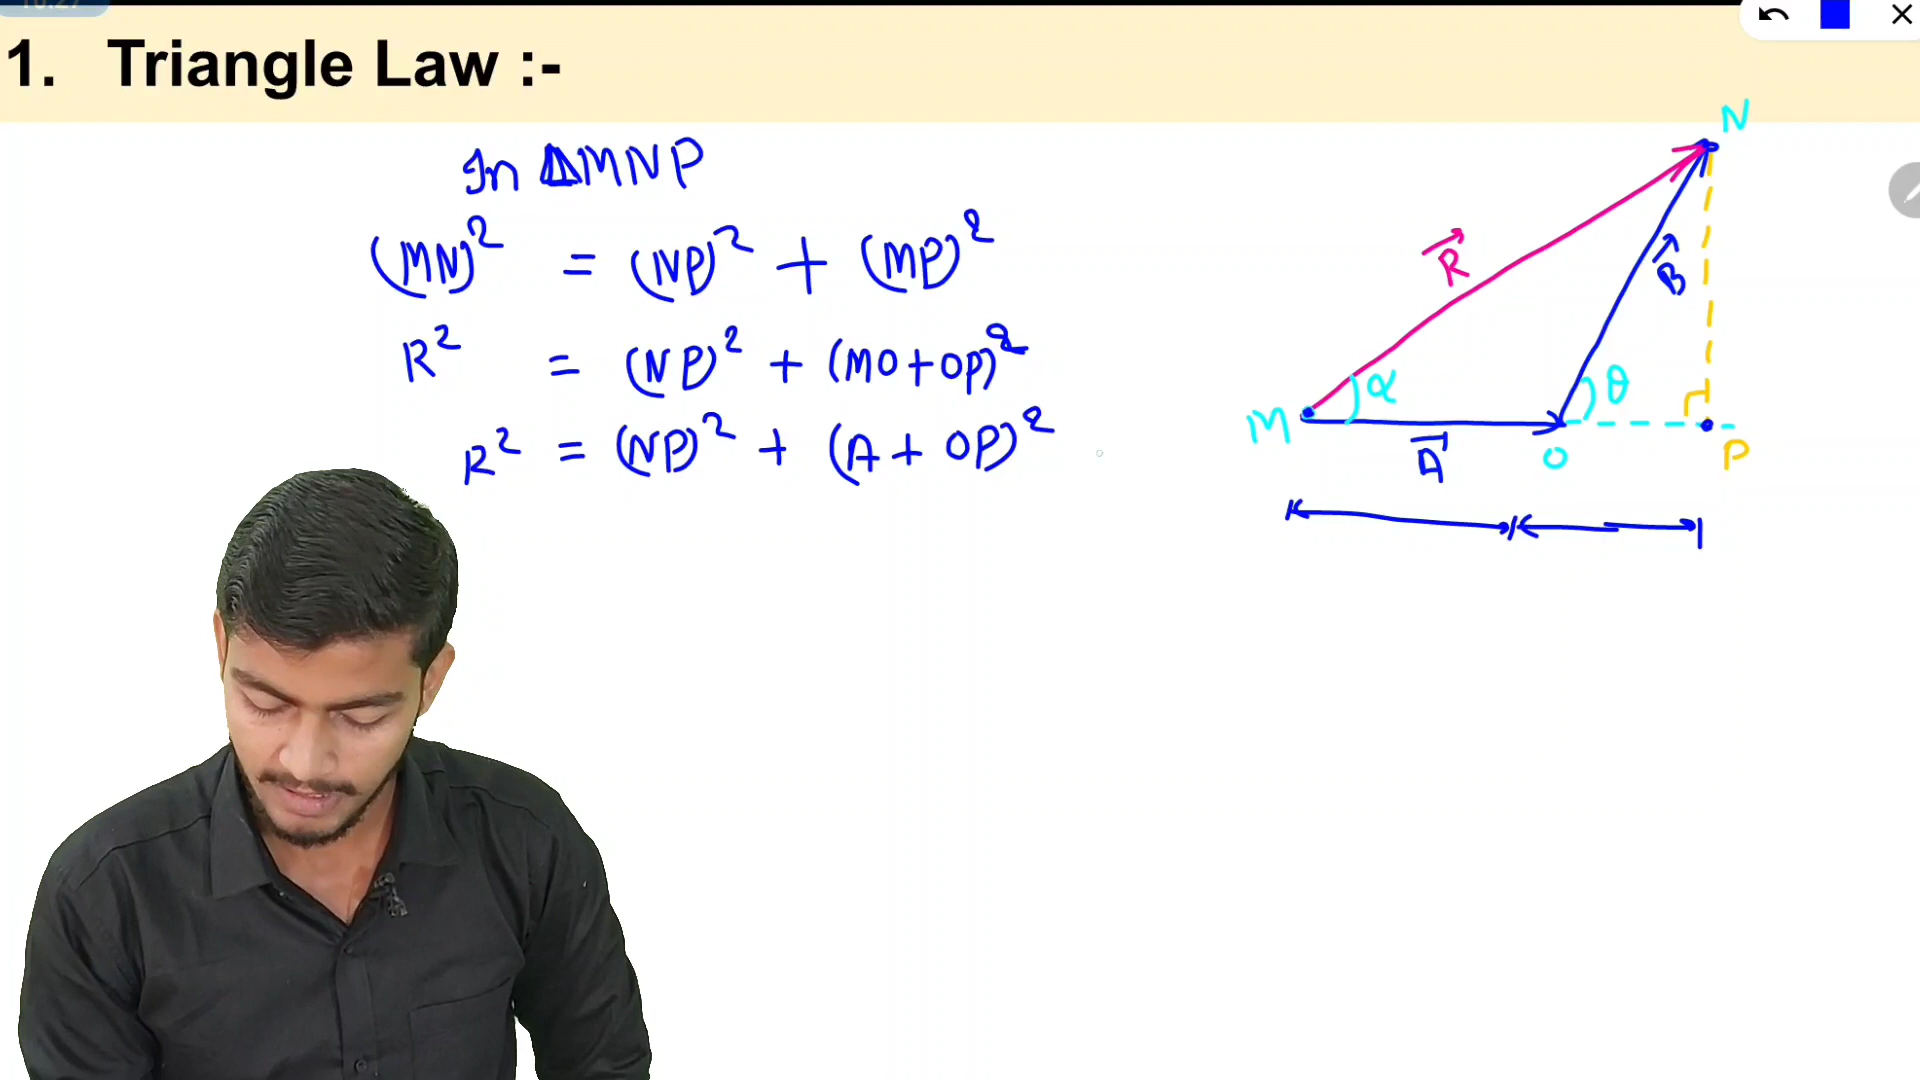 1. Triangle Law :-
In ΔMNP
(MN)² = (NP)² + (MP)²
R² = (NP)² + (MO+OP)²
R² = (NP)² + (A + OP)²
N
R⃗
B⃗
α
θ
M
A⃗
O
P